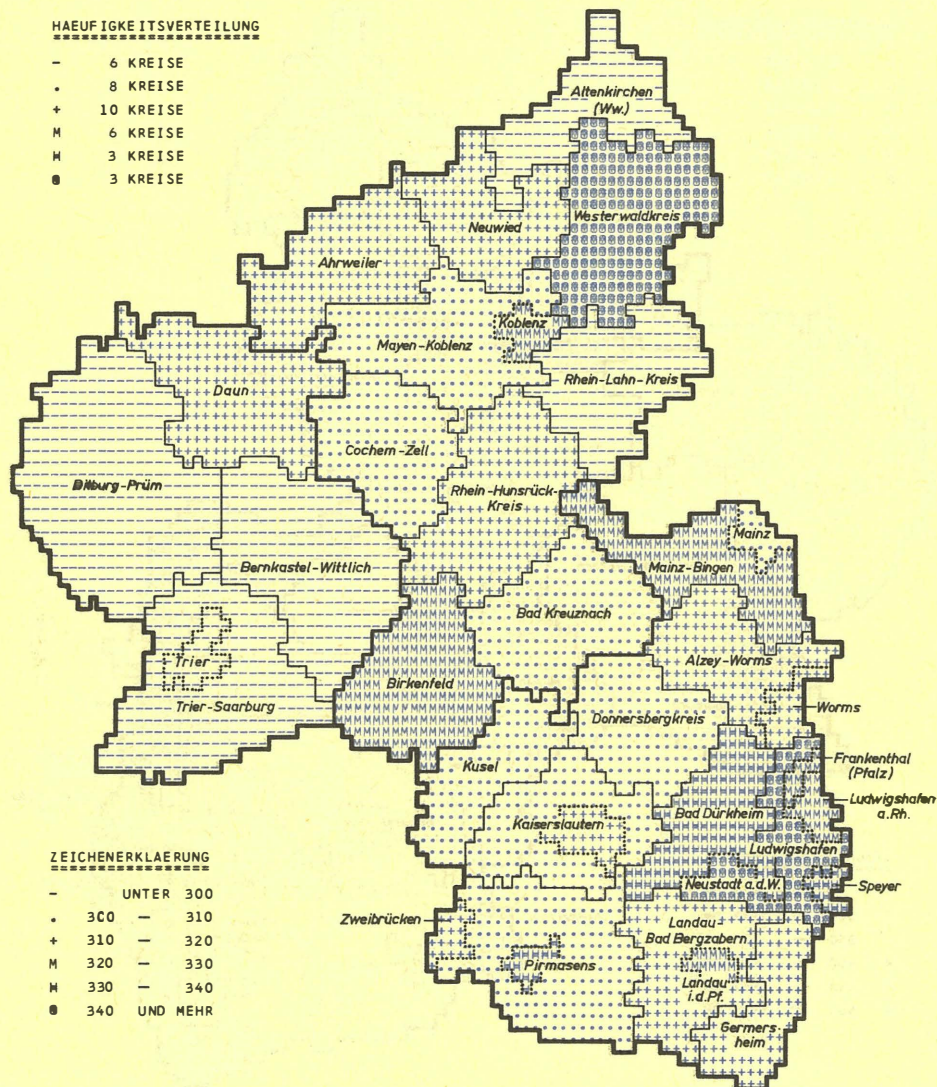 HAEUFIGKEITSVERTEILUNG
- 6 KREISE
. 8 KREISE
+ 10 KREISE
M 6 KREISE
3 KREISE
3 KREISE
Altenkirchen
(Ww.)
Westerwaldkreis
Neuwied
Ahrweiler
Koblenz
Mayen-Koblenz
Rhein-Lahn-Kreis
Daun
Cochem-Zell
Bitburg-Prüm
Rhein-Hunsrück-
Kreis
Mainz
Bernkastel-Wittlich
Mainz-Bingen
Bad Kreuznach
Trier
Alzey-Worms
Birkenfeld
Trier-Saarburg
Worms
Donnersbergkreis
Kusel
Frankenthal
(Pfalz)
Ludwigshafen
a.Rh.
Bad Dürkheim
Kaiserslautern
Ludwigshafen
Neustadt a.d.W.
Speyer
Zweibrücken
Landau-
Bad Bergzabern
Pirmasens
Landau
i.d.Pf.
Germers-
heim
ZEICHENERKLAERUNG
- UNTER 300
. 300 - 310
+ 310 - 320
M 320 - 330
330 - 340
340 UND MEHR